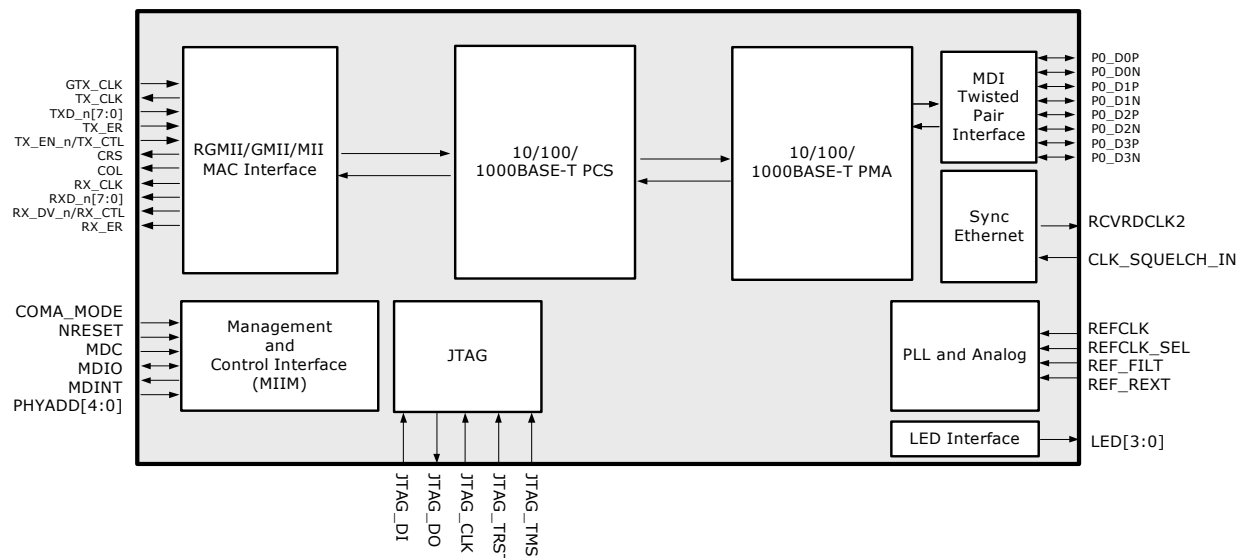 GTX_CLK
TX_CLK
TXD_n[7:0]
TX_ER
TX_EN_n/TX_CTL
CRS
COL
RX_CLK
RXD_n[7:0]
RX_DV_n/RX_CTL
RX_ER
RGMII/GMII/MII
MAC Interface
10/100/
1000BASE-T PCS
10/100/
1000BASE-T PMA
MDI
Twisted
Pair
Interface
P0_D0P
P0_D0N
P0_D1P
P0_D1N
P0_D2P
P0_D2N
P0_D3P
P0_D3N
Sync
Ethernet
RCVRDCLK2
CLK_SQUELCH_IN
COMA_MODE
NRESET
MDC
MDIO
MDINT
PHYADD[4:0]
Management
and
Control Interface
(MIIM)
JTAG
PLL and Analog
REFCLK
REFCLK_SEL
REF_FILT
REF_REXT
LED Interface
LED[3:0]
JTAG_DI
JTAG_DO
JTAG_CLK
JTAG_TRST
JTAG_TMS